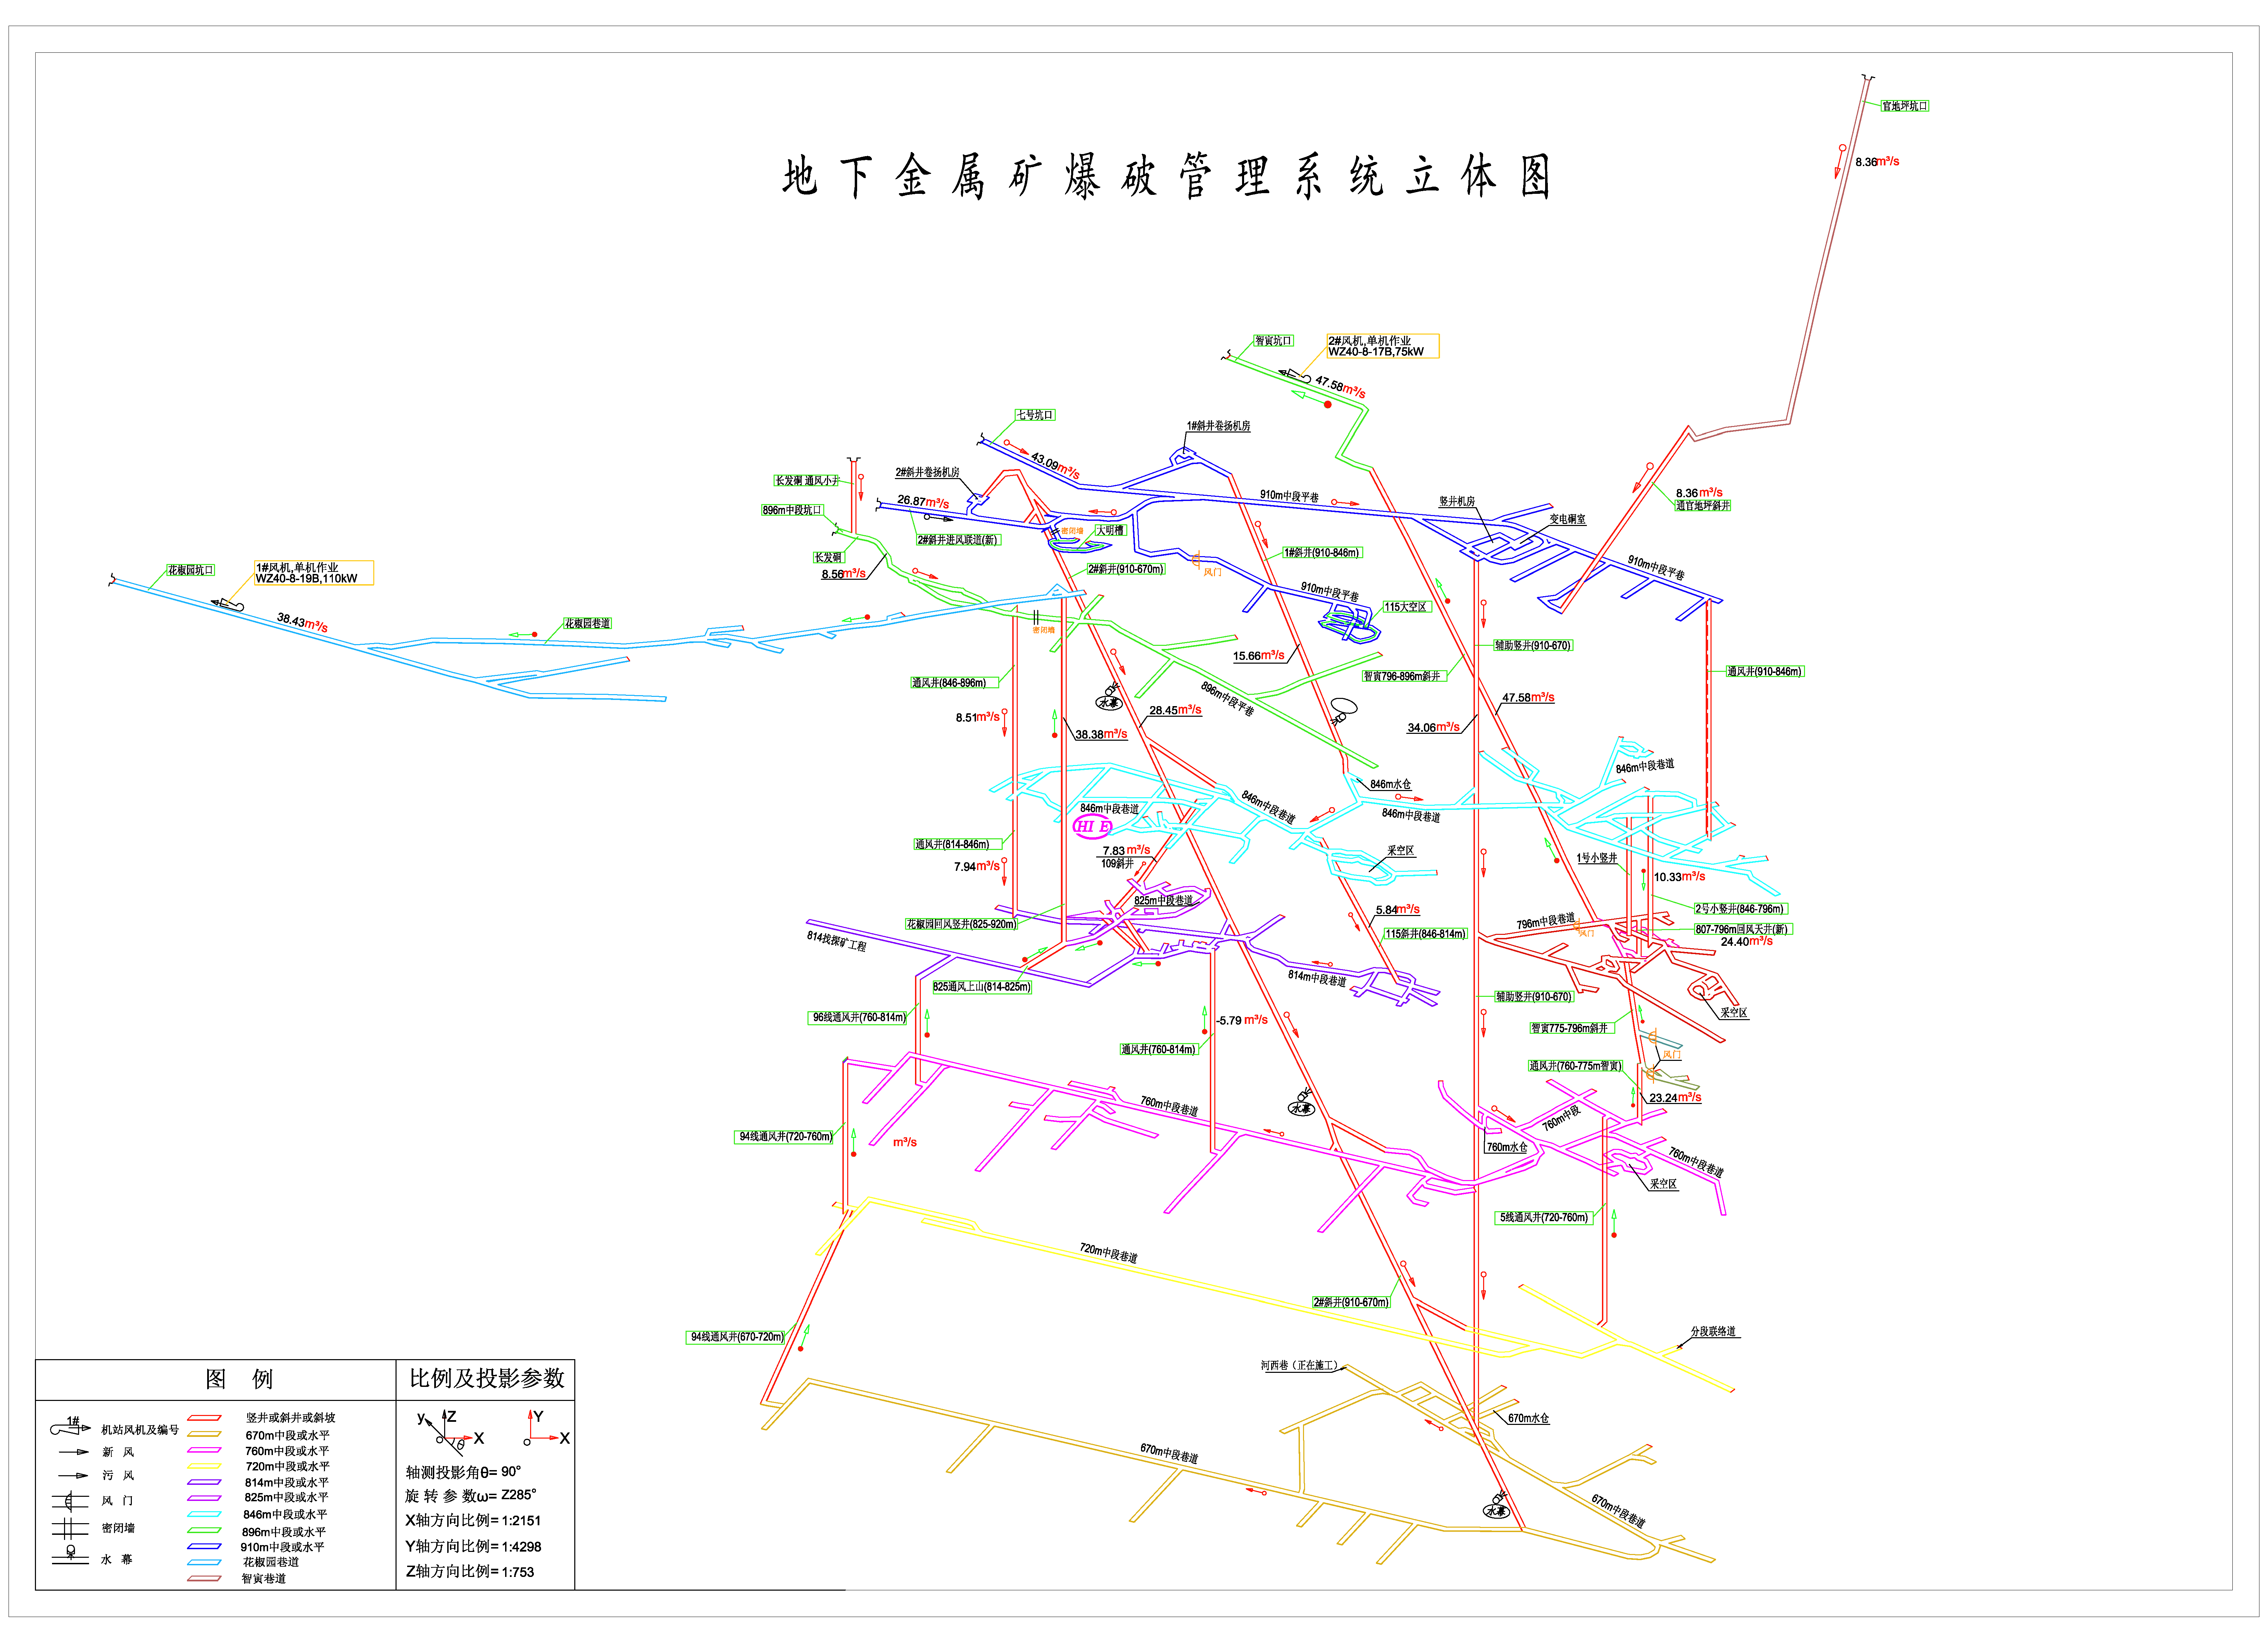 地下金属矿爆破管理系统立体图
官地坪坑口
8.36m³/s
智寅坑口
2#风机,单机作业
WZ40-8-17B,75kW
47.58m³/s
七号坑口
43.09m³/s
1#斜井卷扬机房
2#斜井卷扬机房
长发硐 通风小井
26.87m³/s
910m中段平巷
竖井机房
变电硐室
8.36m³/s
通官地坪斜井
896m中段坑口
密闭墙
大明槽
2#斜井进风联道(新)
长发硐
8.56m³/s
2#斜井(910-670m)
风门
1#斜井(910-846m)
910m中段平巷
910m中段平巷
花椒园坑口
1#风机,单机作业
WZ40-8-19B,110kW
38.43m³/s
花椒园巷道
密闭墙
115大空区
辅助竖井(910-670)
15.66m³/s
智寅796-896m斜井
通风井(910-846m)
通风井(846-896m)
896m中段平巷
水幕
28.45m³/s
47.58m³/s
8.51m³/s
38.38m³/s
34.06m³/s
846m中段巷道
846m水仓
846m中段巷道
846m中段巷道
846m中段巷道
HI E
通风井(814-846m)
7.83 m³/s
109斜井
采空区
1号小竖井
7.94m³/s
10.33m³/s
825m中段巷道
5.84m³/s
2号小竖井(846-796m)
花椒园回风竖井(825-920m)
115斜井(846-814m)
796m中段巷道
风门
807-796m回风天井(新)
24.40m³/s
814找探矿工程
814m中段巷道
825通风上山(814-825m)
辅助竖井(910-670)
采空区
96线通风井(760-814m)
-5.79 m³/s
智寅775-796m斜井
通风井(760-814m)
风门
通风井(760-775m智寅)
23.24m³/s
水幕
760m中段巷道
760m中段
94线通风井(720-760m)
m³/s
760m水仓
760m中段巷道
采空区
5线通风井(720-760m)
720m中段巷道
2#斜井(910-670m)
94线通风井(670-720m)
分段联络道
河西巷（正在施工）
670m水仓
670m中段巷道
670m中段巷道
水幕
图 例
1#
机站风机及编号
新 风
污 风
风 门
密闭墙
水 幕
竖井或斜井或斜坡
670m中段或水平
760m中段或水平
720m中段或水平
814m中段或水平
825m中段或水平
846m中段或水平
896m中段或水平
910m中段或水平
花椒园巷道
智寅巷道
比例及投影参数
y Z X O θ
Y X O
轴测投影角θ= 90°
旋 转 参 数ω= Z285°
X轴方向比例= 1:2151
Y轴方向比例= 1:4298
Z轴方向比例= 1:753